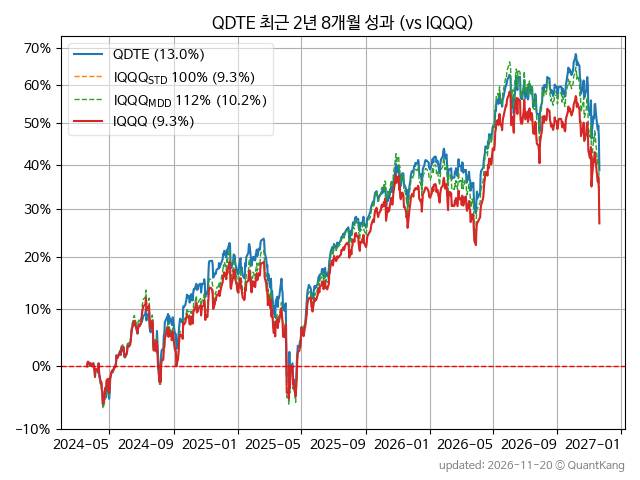 QDTE 최근 2년 8개월 성과 (vs IQQQ)
70%
60%
50%
40%
30%
20%
10%
0%
-10%
QDTE (13.0%)
IQQQSTD 100% (9.3%)
IQQQMDD 112% (10.2%)
IQQQ (9.3%)
2024-05 2024-09 2025-01 2025-05 2025-09 2026-01 2026-05 2026-09 2027-01
updated: 2026-11-20 © QuantKang